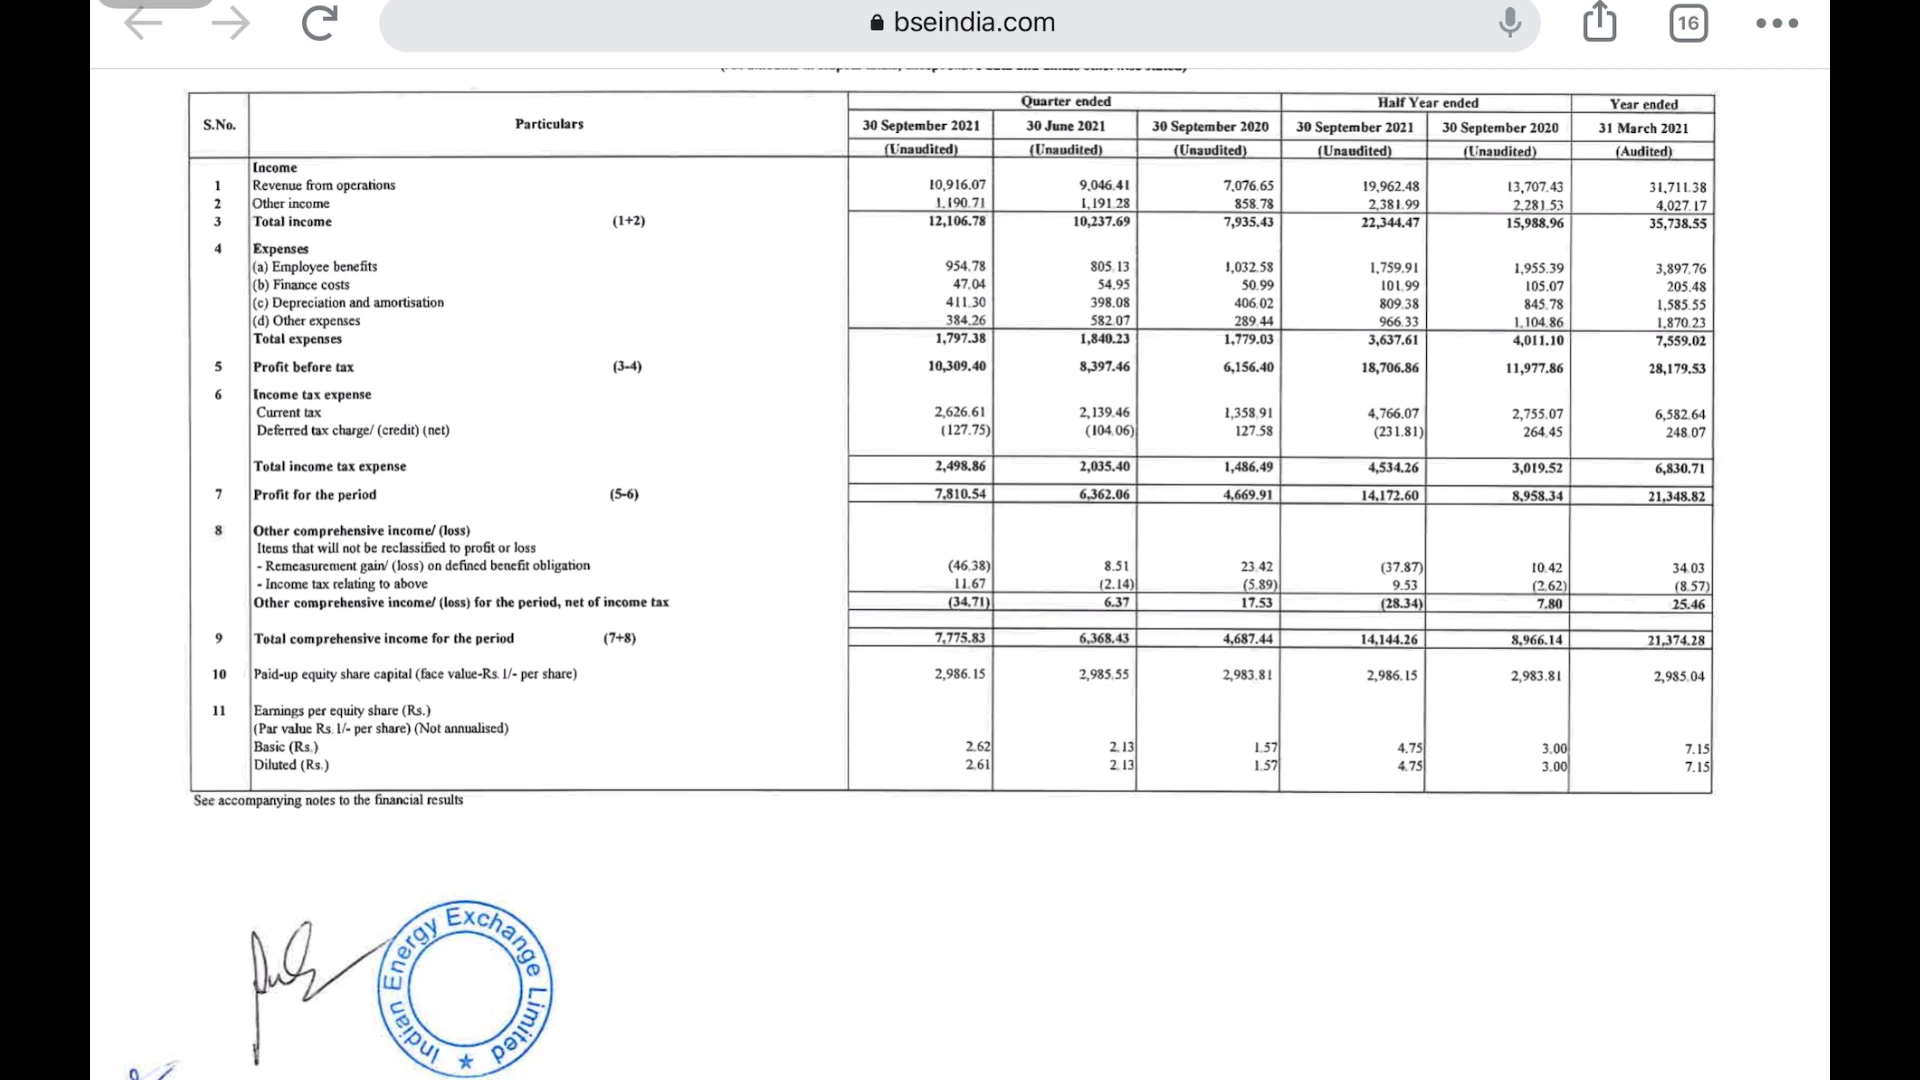 bseindia.com
16
Quarter ended Half Year ended Year ended
S.No. Particulars 30 September 2021 30 June 2021 30 September 2020 30 September 2021 30 September 2020 31 March 2021
(Unaudited) (Unaudited) (Unaudited) (Unaudited) (Unaudited) (Audited)
Income
1 Revenue from operations 10,916.07 9,046.41 7,076.65 19,962.48 13,707.43 31,711.38
2 Other income 1,190.71 1,191.28 858.78 2,381.99 2,281.53 4,027.17
3 Total income (1+2) 12,106.78 10,237.69 7,935.43 22,344.47 15,988.96 35,738.55
4 Expenses
(a) Employee benefits 954.78 805.13 1,032.58 1,759.91 1,955.39 3,897.76
(b) Finance costs 47.04 54.95 50.99 101.99 105.07 205.48
(c) Depreciation and amortisation 411.30 398.08 406.02 809.38 845.78 1,585.55
(d) Other expenses 384.26 582.07 289.44 966.33 1,104.86 1,870.23
Total expenses 1,797.38 1,840.23 1,779.03 3,637.61 4,011.10 7,559.02
5 Profit before tax (3-4) 10,309.40 8,397.46 6,156.40 18,706.86 11,977.86 28,179.53
6 Income tax expense
Current tax 2,626.61 2,139.46 1,358.91 4,766.07 2,755.07 6,582.64
Deferred tax charge/ (credit) (net) (127.75) (104.06) 127.58 (231.81) 264.45 248.07
Total income tax expense 2,498.86 2,035.40 1,486.49 4,534.26 3,019.52 6,830.71
7 Profit for the period (5-6) 7,810.54 6,362.06 4,669.91 14,172.60 8,958.34 21,348.82
8 Other comprehensive income/ (loss)
Items that will not be reclassified to profit or loss
- Remeasurement gain/ (loss) on defined benefit obligation (46.38) 8.51 23.42 (37.87) 10.42 34.03
- Income tax relating to above 11.67 (2.14) (5.89) 9.53 (2.62) (8.57)
Other comprehensive income/ (loss) for the period, net of income tax (34.71) 6.37 17.53 (28.34) 7.80 25.46
9 Total comprehensive income for the period (7+8) 7,775.83 6,368.43 4,687.44 14,144.26 8,966.14 21,374.28
10 Paid-up equity share capital (face value-Rs. 1/- per share) 2,986.15 2,985.55 2,983.81 2,986.15 2,983.81 2,985.04
11 Earnings per equity share (Rs.)
(Par value Rs. 1/- per share) (Not annualised)
Basic (Rs.) 2.62 2.13 1.57 4.75 3.00 7.15
Diluted (Rs.) 2.61 2.13 1.57 4.75 3.00 7.15
See accompanying notes to the financial results
Indian Energy Exchange Limited